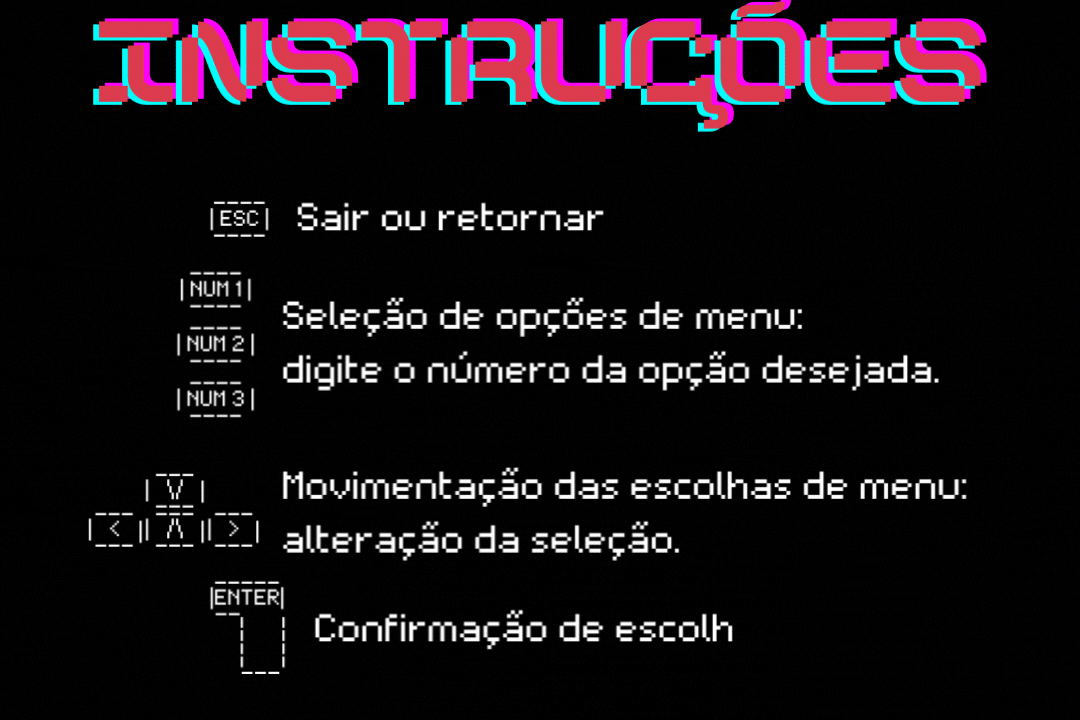 INSTRUÇÕES
ESC Sair ou retornar
NUM 1
NUM 2
NUM 3
Seleção de opções de menu:
digite o número da opção desejada.
\/
< /\ >
Movimentação das escolhas de menu:
alteração da seleção.
ENTER
Confirmação de escolh